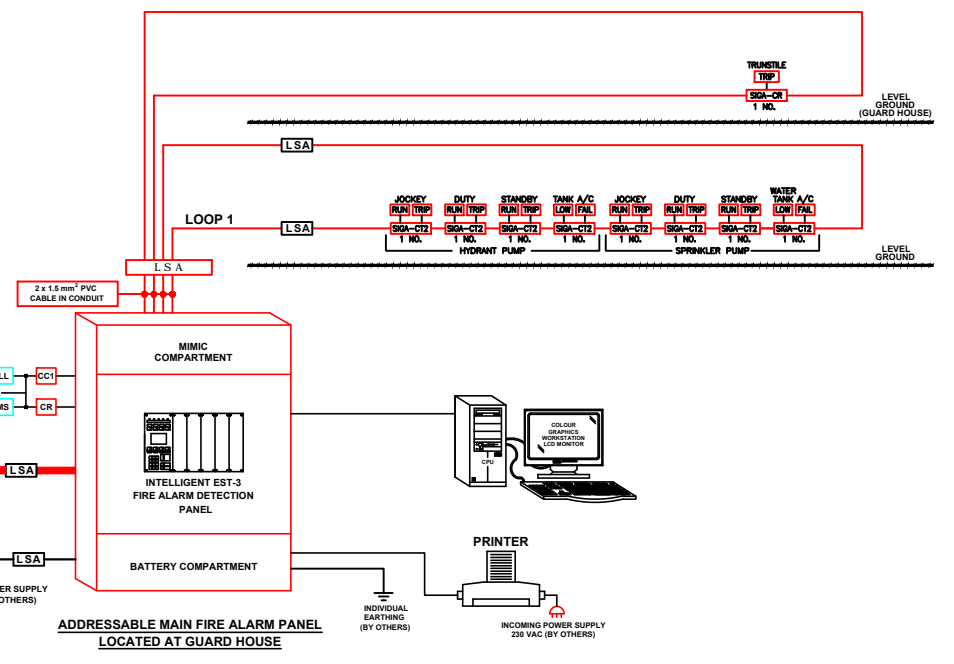 TRUNSTILE
TRIP
SIGA-CR
1 NO.
LEVEL
GROUND
(GUARD HOUSE)
LSA
JOCKEY DUTY STANDBY TANK A/C JOCKEY DUTY STANDBY WATER TANK A/C
RUN TRIP RUN TRIP RUN TRIP LOW FAIL RUN TRIP RUN TRIP RUN TRIP LOW FAIL
LOOP 1
LSA
SIGA-CT2 SIGA-CT2 SIGA-CT2 SIGA-CT2 SIGA-CT2 SIGA-CT2 SIGA-CT2 SIGA-CT2
1 NO. 1 NO. 1 NO. 1 NO. 1 NO. 1 NO. 1 NO. 1 NO.
HYDRANT PUMP SPRINKLER PUMP
LEVEL
GROUND
LSA
2 x 1.5 mm² PVC
CABLE IN CONDUIT
MIMIC
COMPARTMENT
LL CC1
MS CR
COLOUR
GRAPHICS
WORKSTATION
LCD MONITOR
CPU
LSA
INTELLIGENT EST-3
FIRE ALARM DETECTION
PANEL
LSA
BATTERY COMPARTMENT
PRINTER
ER SUPPLY
OTHERS)
INDIVIDUAL
EARTHING
(BY OTHERS)
INCOMING POWER SUPPLY
230 VAC (BY OTHERS)
ADDRESSABLE MAIN FIRE ALARM PANEL
LOCATED AT GUARD HOUSE